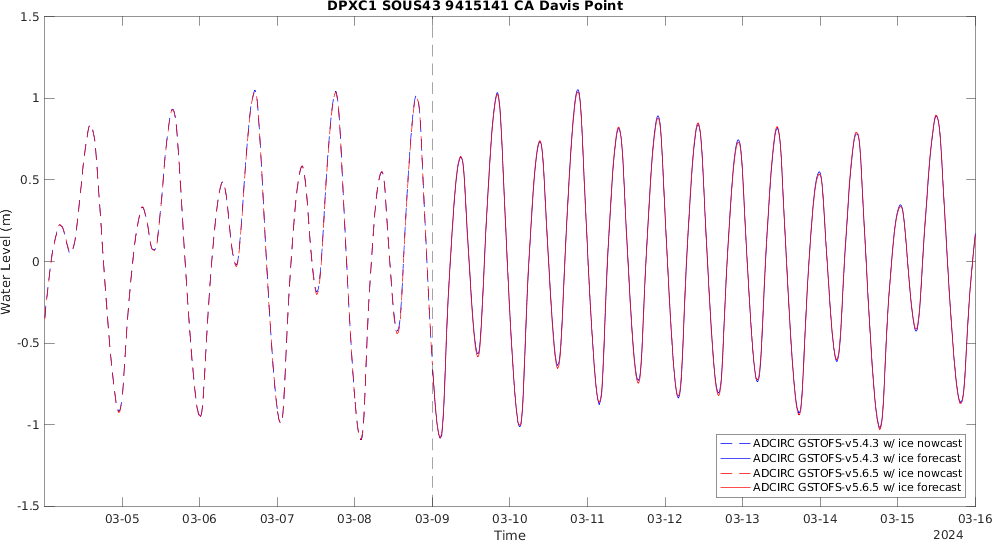 DPXC1 SOUS43 9415141 CA Davis Point
1.5
1
0.5
0
-0.5
-1
-1.5
Water Level (m)
03-05 03-06 03-07 03-08 03-09 03-10 03-11 03-12 03-13 03-14 03-15 03-16
Time
2024
ADCIRC GSTOFS-v5.4.3 w/ ice nowcast
ADCIRC GSTOFS-v5.4.3 w/ ice forecast
ADCIRC GSTOFS-v5.6.5 w/ ice nowcast
ADCIRC GSTOFS-v5.6.5 w/ ice forecast